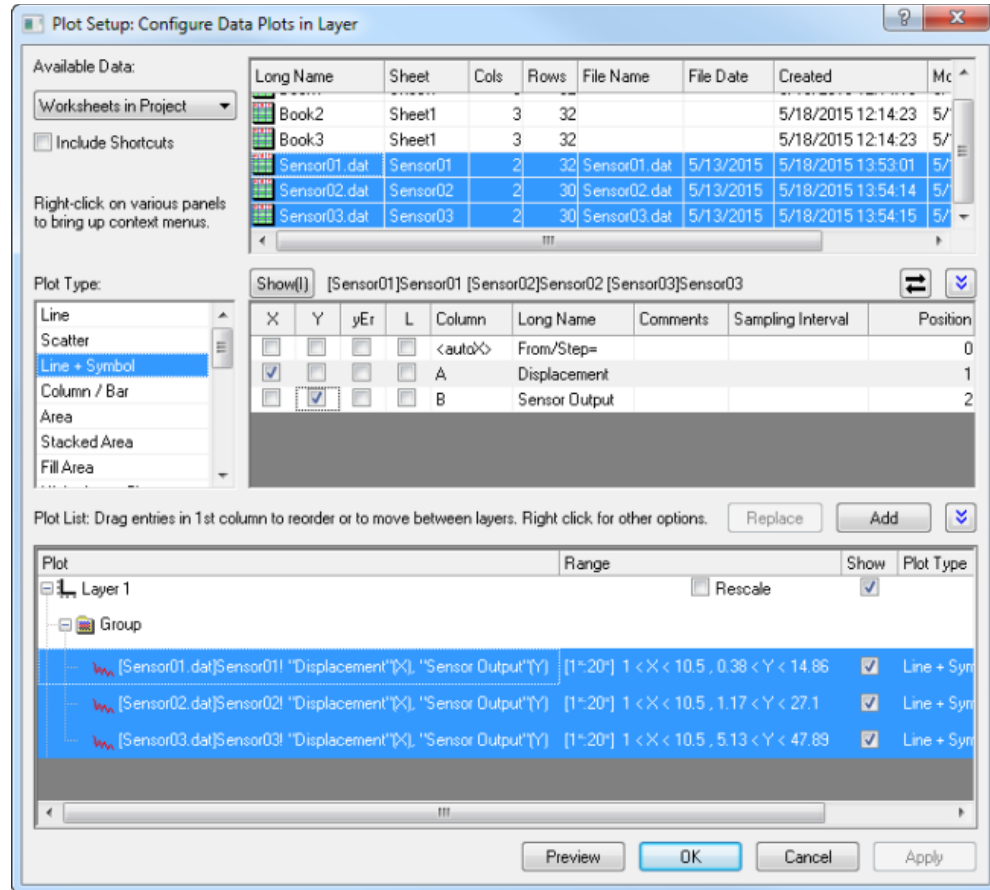 Plot Setup: Configure Data Plots in Layer
Available Data:
Worksheets in Project
Include Shortcuts
Right-click on various panels
to bring up context menus.
Long Name Sheet Cols Rows File Name File Date Created
Book2 Sheet1 3 32 5/18/2015 12:14:23 5/
Book3 Sheet1 3 32 5/18/2015 12:14:23 5/
Sensor01.dat Sensor01 2 32 Sensor01.dat 5/13/2015 5/18/2015 13:53:01 5/
Sensor02.dat Sensor02 2 30 Sensor02.dat 5/13/2015 5/18/2015 13:54:14 5/
Sensor03.dat Sensor03 2 30 Sensor03.dat 5/13/2015 5/18/2015 13:54:15 5/
Plot Type:
Line
Scatter
Line + Symbol
Column / Bar
Area
Stacked Area
Fill Area
Show(I) [Sensor01]Sensor01 [Sensor02]Sensor02 [Sensor03]Sensor03
X Y yEr L Column Long Name Comments Sampling Interval Position
<autoX> From/Step= 0
A Displacement 1
B Sensor Output 2
Plot List: Drag entries in 1st column to reorder or to move between layers. Right click for other options. Replace Add
Plot Range Show Plot Type
Layer 1 Rescale
Group
[Sensor01.dat]Sensor01! "Displacement"(X), "Sensor Output"(Y) [1*:20*] 1 < X < 10.5 , 0.38 < Y < 14.86 Line + Sym
[Sensor02.dat]Sensor02! "Displacement"(X), "Sensor Output"(Y) [1*:20*] 1 < X < 10.5 , 1.17 < Y < 27.1 Line + Sym
[Sensor03.dat]Sensor03! "Displacement"(X), "Sensor Output"(Y) [1*:20*] 1 < X < 10.5 , 5.13 < Y < 47.89 Line + Sym
Preview OK Cancel Apply